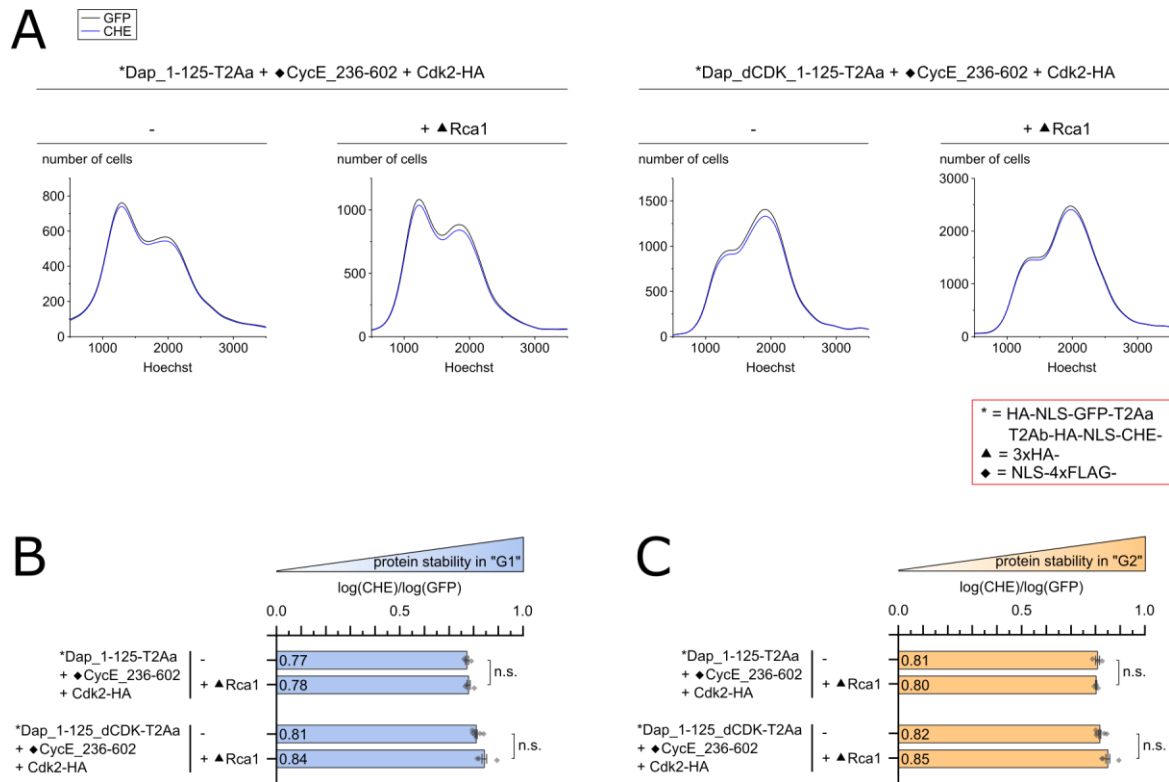 A
GFP
CHE
*Dap_1-125-T2Aa + ◆CycE_236-602 + Cdk2-HA
*Dap_dCDK_1-125-T2Aa + ◆CycE_236-602 + Cdk2-HA
-
+ ▲Rca1
-
+ ▲Rca1
number of cells
number of cells
number of cells
number of cells
800
600
400
200
0
1000 2000 3000
Hoechst
1000
500
0
1000 2000 3000
Hoechst
1500
1000
500
0
1000 2000 3000
Hoechst
3000
2000
1000
0
1000 2000 3000
Hoechst
* = HA-NLS-GFP-T2Aa
T2Ab-HA-NLS-CHE-
▲ = 3xHA-
◆ = NLS-4xFLAG-
B
protein stability in "G1"
log(CHE)/log(GFP)
0.0 0.5 1.0
*Dap_1-125-T2Aa
+ ◆CycE_236-602
+ Cdk2-HA
-
+ ▲Rca1
0.77
0.78
n.s.
*Dap_1-125_dCDK-T2Aa
+ ◆CycE_236-602
+ Cdk2-HA
-
+ ▲Rca1
0.81
0.84
n.s.
C
protein stability in "G2"
log(CHE)/log(GFP)
0.0 0.5 1.0
*Dap_1-125-T2Aa
+ ◆CycE_236-602
+ Cdk2-HA
-
+ ▲Rca1
0.81
0.80
n.s.
*Dap_1-125_dCDK-T2Aa
+ ◆CycE_236-602
+ Cdk2-HA
-
+ ▲Rca1
0.82
0.85
n.s.